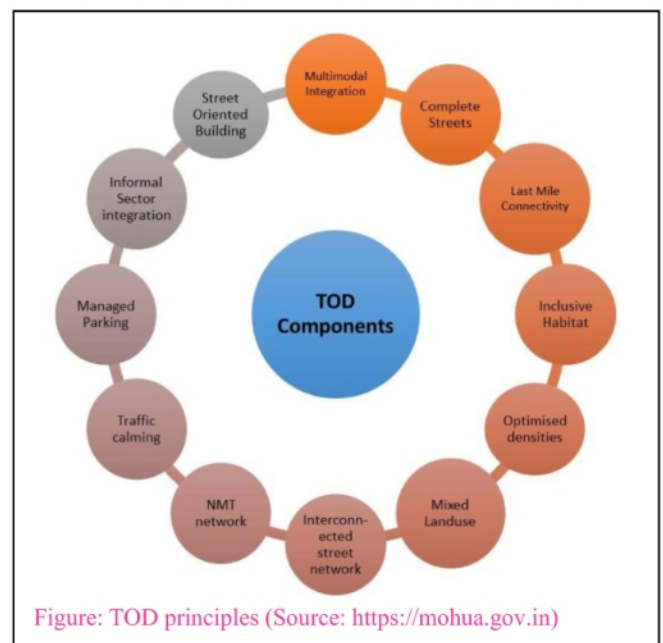 Multimodal
Integration
Complete
Streets
Last Mile
Connectivity
Inclusive
Habitat
Optimised
densities
Mixed
Landuse
Interconn-
ected
street
network
NMT
network
Traffic
calming
Managed
Parking
Informal
Sector
integration
Street
Oriented
Building
TOD
Components
Figure: TOD principles (Source: https://mohua.gov.in)